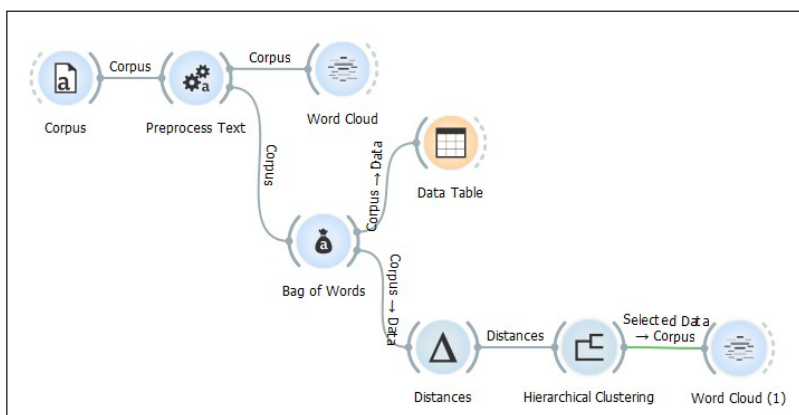 Corpus
Corpus
a
a
Corpus
Preprocess Text
Word Cloud
Corpus
Corpus → Data
Data Table
a
Bag of Words
Corpus → Data
Distances
Selected Data
→ Corpus
Δ
Distances
Hierarchical Clustering
Word Cloud (1)